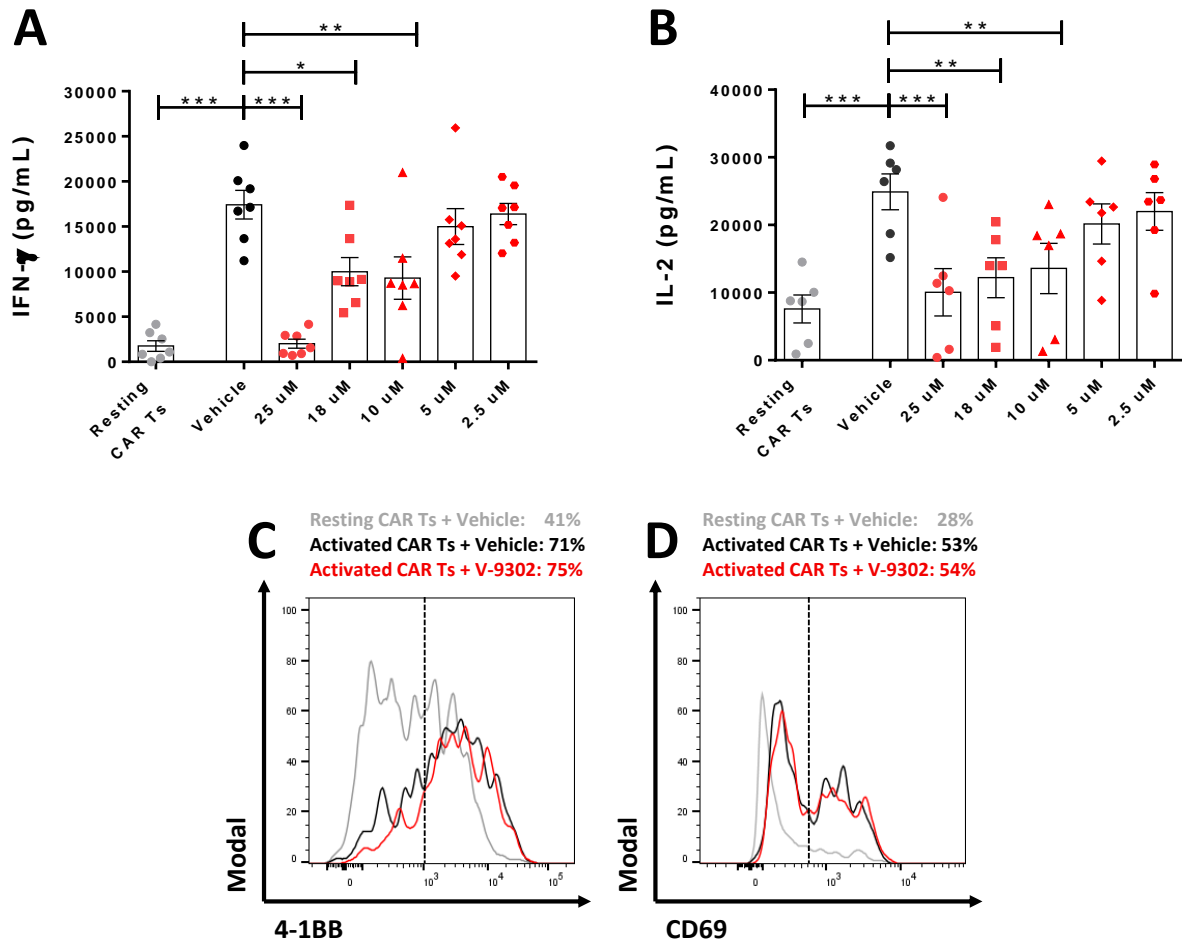 A
B
**
*
*** ***
**
**
*** ***
IFN-γ (pg/mL)
30000
25000
20000
15000
10000
5000
0
Resting
CAR Ts
Vehicle
25 uM
18 uM
10 uM
5 uM
2.5 uM
IL-2 (pg/mL)
40000
30000
20000
10000
0
Resting
CAR Ts
Vehicle
25 uM
18 uM
10 uM
5 uM
2.5 uM
C
Resting CAR Ts + Vehicle: 41%
Activated CAR Ts + Vehicle: 71%
Activated CAR Ts + V-9302: 75%
D
Resting CAR Ts + Vehicle: 28%
Activated CAR Ts + Vehicle: 53%
Activated CAR Ts + V-9302: 54%
Modal
100
80
60
40
20
0
0 10³ 10⁴ 10⁵
4-1BB
Modal
100
80
60
40
20
0
0 10³ 10⁴
CD69